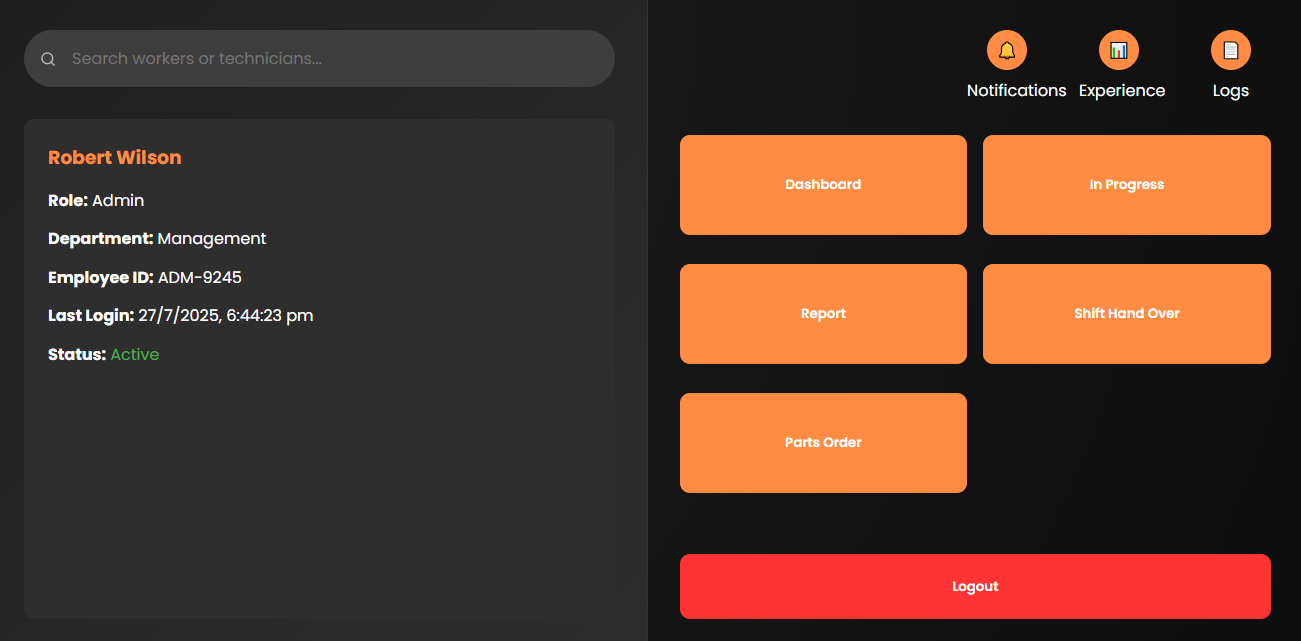 Search workers or technicians...
Robert Wilson
Role: Admin
Department: Management
Employee ID: ADM-9245
Last Login: 27/7/2025, 6:44:23 pm
Status: Active
Notifications Experience Logs
Dashboard In Progress
Report Shift Hand Over
Parts Order
Logout